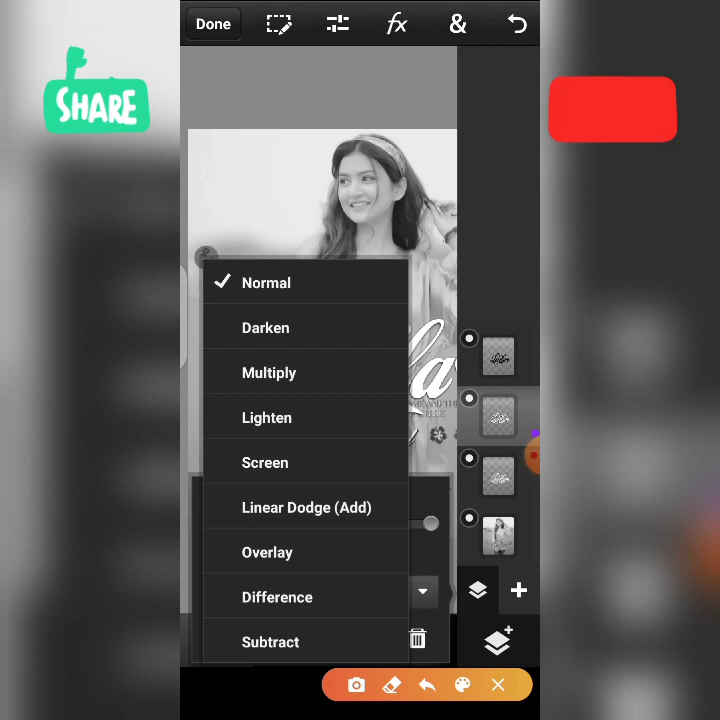 Done
fx
&
SHARE
Normal
Darken
Multiply
Lighten
Screen
Linear Dodge (Add)
Overlay
Difference
Subtract